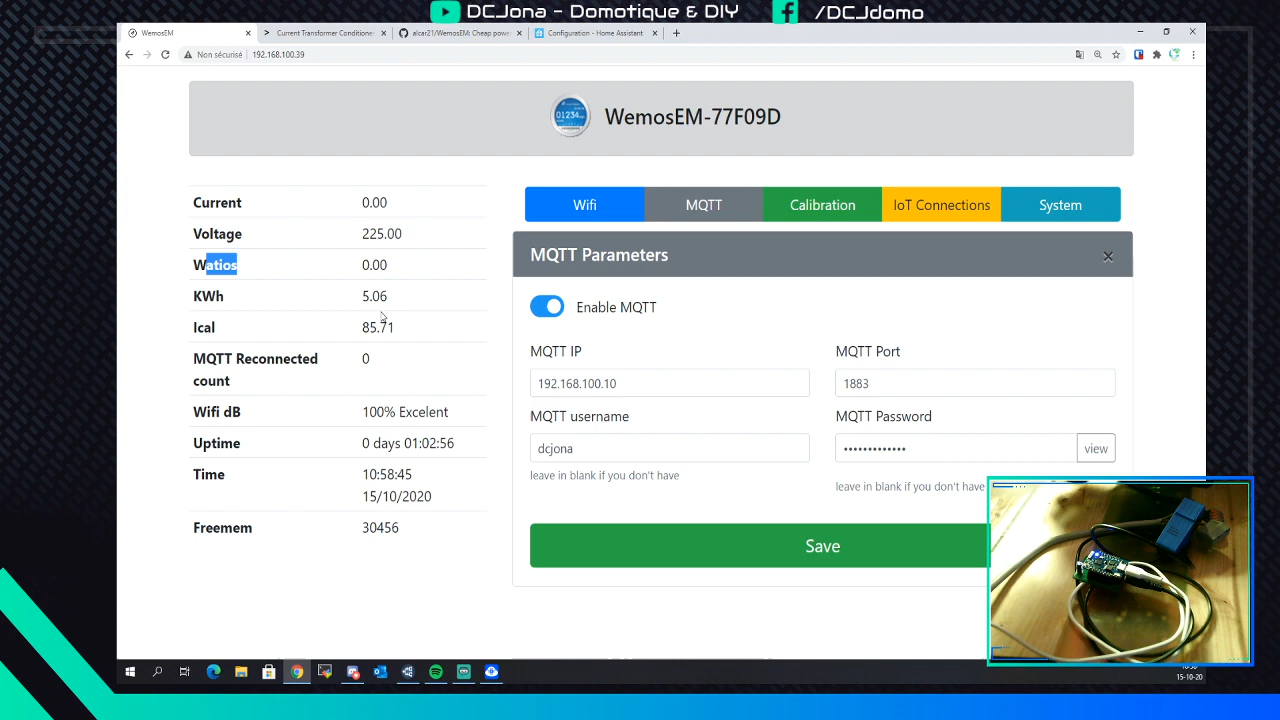 DCJona - Domotique & DIY
/DCJdomo
WemosEM
Current Transformer Conditione
alcar21/WemosEM: Cheap power
Configuration - Home Assistant
Non sécurisé
192.168.100.39
01234
WemosEM-77F09D
Current 0.00
Voltage 225.00
Watios 0.00
KWh 5.06
Ical 85.71
MQTT Reconnected
count
0
Wifi dB 100% Excelent
Uptime 0 days 01:02:56
Time 10:58:45
15/10/2020
Freemem 30456
Wifi MQTT Calibration IoT Connections System
MQTT Parameters ×
Enable MQTT
MQTT IP MQTT Port
192.168.100.10 1883
MQTT username MQTT Password
dcjona ••••••••••••• view
leave in blank if you don't have
leave in blank if you don't have
Save
15-10-20